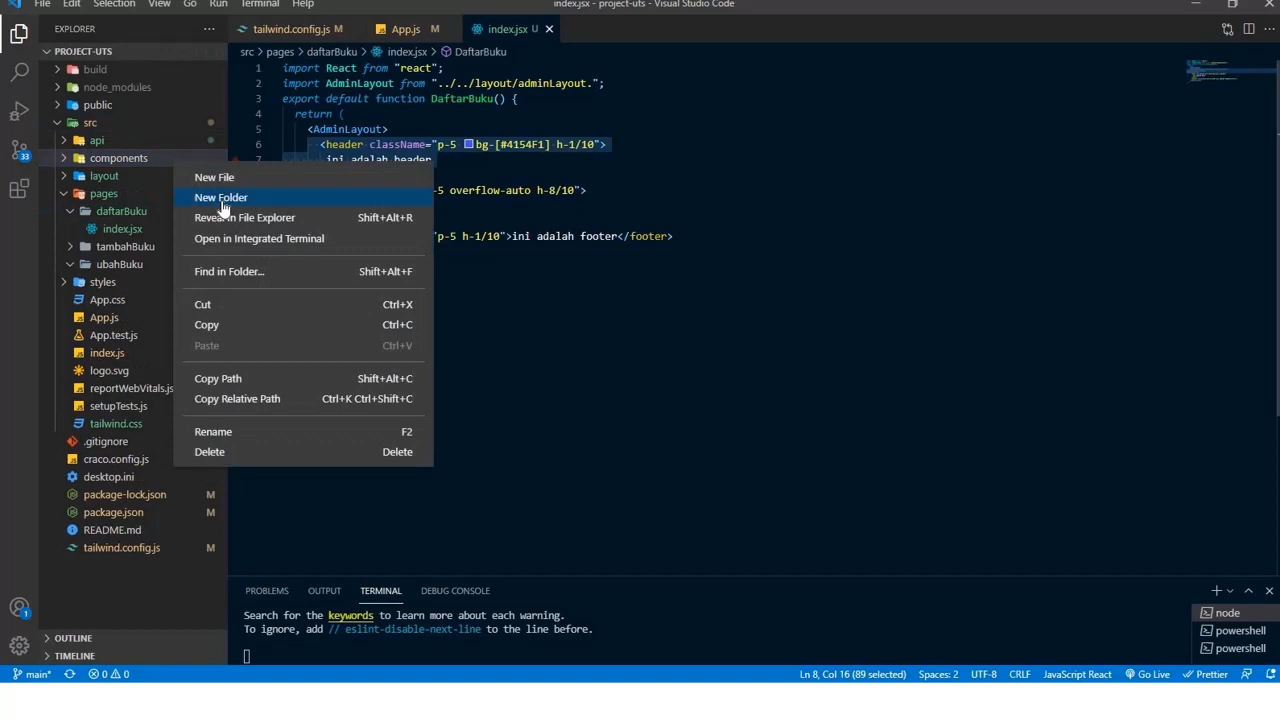 File Edit Selection View Go Run Terminal Help index.jsx - project-uts - Visual Studio Code
EXPLORER ...
tailwind.config.js M
App.js M
index.jsx U
PROJECT-UTS
build
node_modules
public
src
api
components
layout
pages
daftarBuku
index.jsx
tambahBuku
ubahBuku
styles
App.css
App.js
App.test.js
index.js
logo.svg
reportWebVitals.js
setupTests.js
tailwind.css
.gitignore
craco.config.js
desktop.ini
package-lock.json M
package.json M
README.md
tailwind.config.js M
OUTLINE
TIMELINE
33
1
src > pages > daftarBuku > index.jsx > DaftarBuku
1 import React from "react";
2 import AdminLayout from "../../layout/adminLayout.";
3 export default function DaftarBuku() {
4 return (
5 <AdminLayout>
6 <header className="p-5 bg-[#4154F1] h-1/10">
7 ini adalah header
-5 overflow-auto h-8/10">
"p-5 h-1/10">ini adalah footer</footer>
New File
New Folder
Reveal in File Explorer Shift+Alt+R
Open in Integrated Terminal
Find in Folder... Shift+Alt+F
Cut Ctrl+X
Copy Ctrl+C
Paste Ctrl+V
Copy Path Shift+Alt+C
Copy Relative Path Ctrl+K Ctrl+Shift+C
Rename F2
Delete Delete
PROBLEMS OUTPUT TERMINAL DEBUG CONSOLE
Search for the keywords to learn more about each warning.
To ignore, add // eslint-disable-next-line to the line before.
node
powershell
powershell
main* 0 0 Ln 8, Col 16 (89 selected) Spaces: 2 UTF-8 CRLF JavaScript React Go Live Prettier